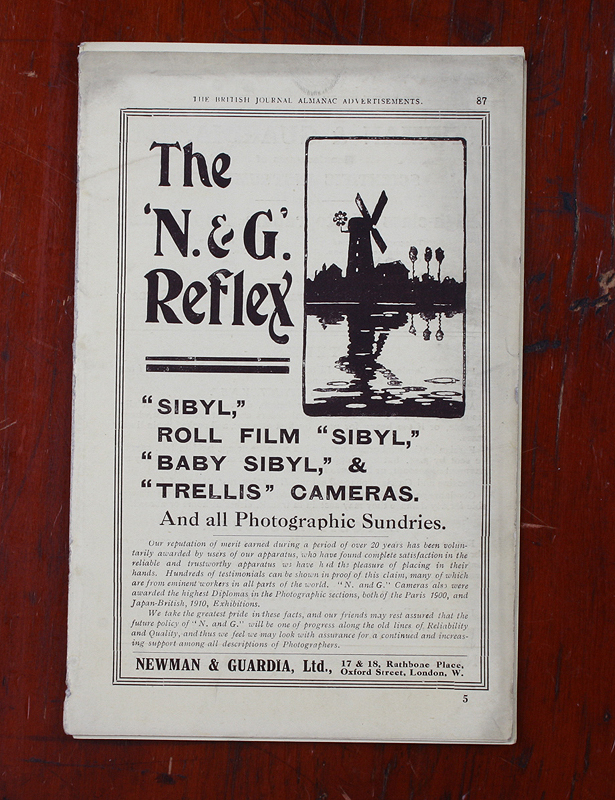 THE BRITISH JOURNAL ALMANAC ADVERTISEMENTS. 87
The
'N. & G.'
Reflex
"SIBYL,"
ROLL FILM "SIBYL,"
"BABY SIBYL," &
"TRELLIS" CAMERAS.
And all Photographic Sundries.
Our reputation of merit earned during a period of over 20 years has been volun-
tarily awarded by users of our apparatus, who have found complete satisfaction in the
reliable and trustworthy apparatus we have had the pleasure of placing in their
hands. Hundreds of testimonials can be shown in proof of this claim, many of which
are from eminent workers in all parts of the world. "N. and G." Cameras also were
awarded the highest Diplomas in the Photographic sections, both of the Paris 1900, and
Japan-British, 1910, Exhibitions.
We take the greatest pride in these facts, and our friends may rest assured that the
future policy of "N. and G." will be one of progress along the old lines of Reliability
and Quality, and thus we feel we may look with assurance for a continued and increas-
ing support among all descriptions of Photographers.
NEWMAN & GUARDIA, Ltd., 17 & 18, Rathbone Place,
Oxford Street, London, W.
5